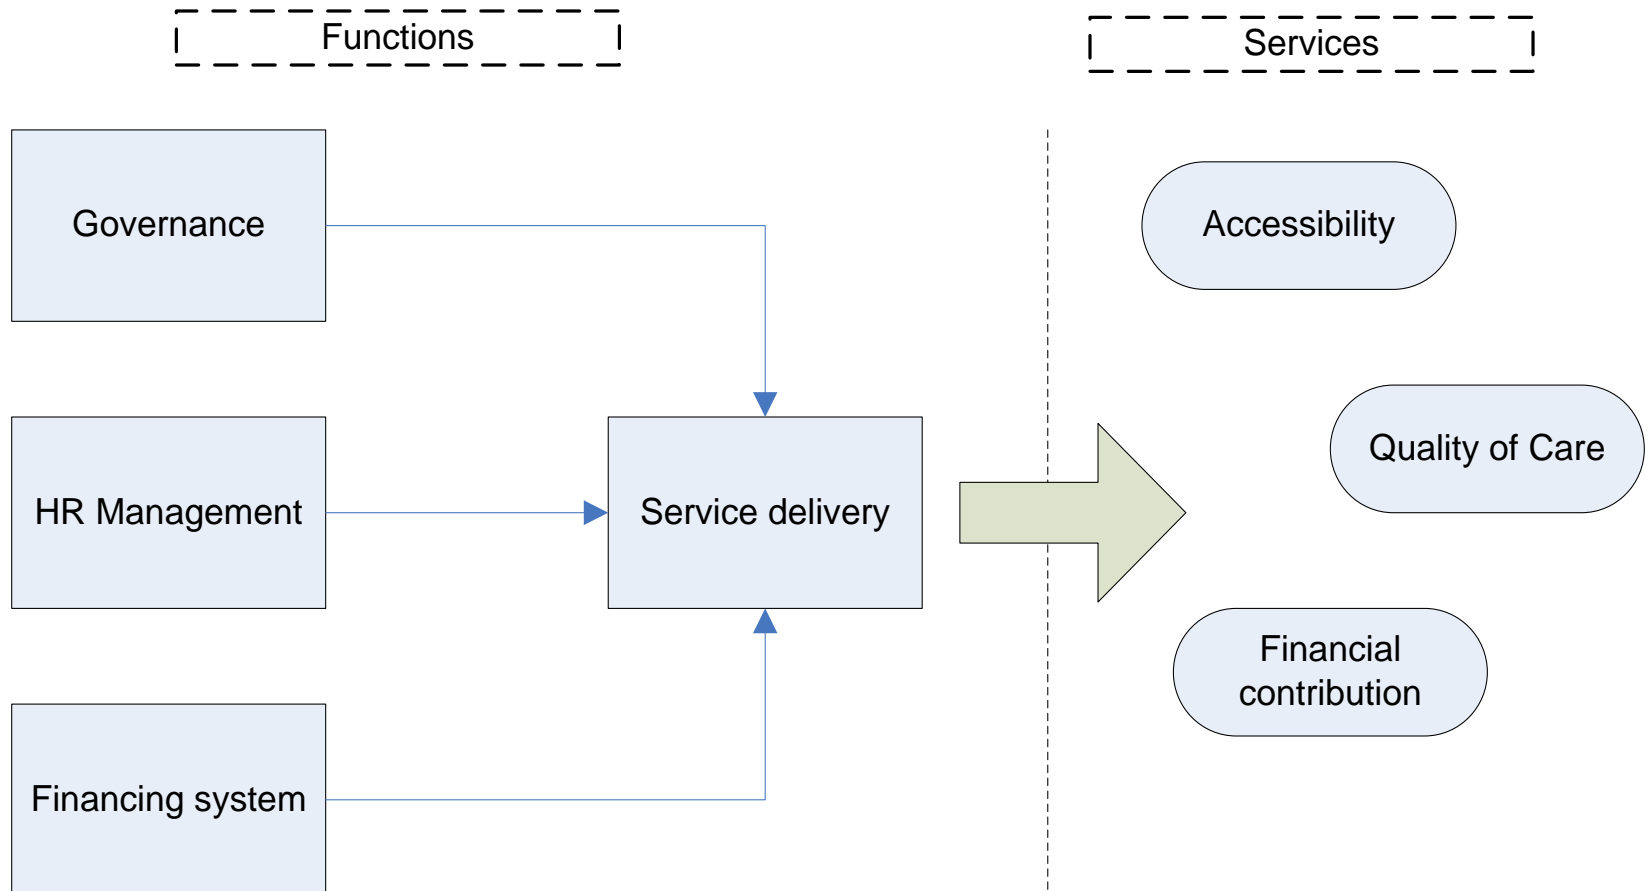 Functions
Services
Governance
Accessibility
Quality of Care
HR Management
Service delivery
Financial
contribution
Financing system